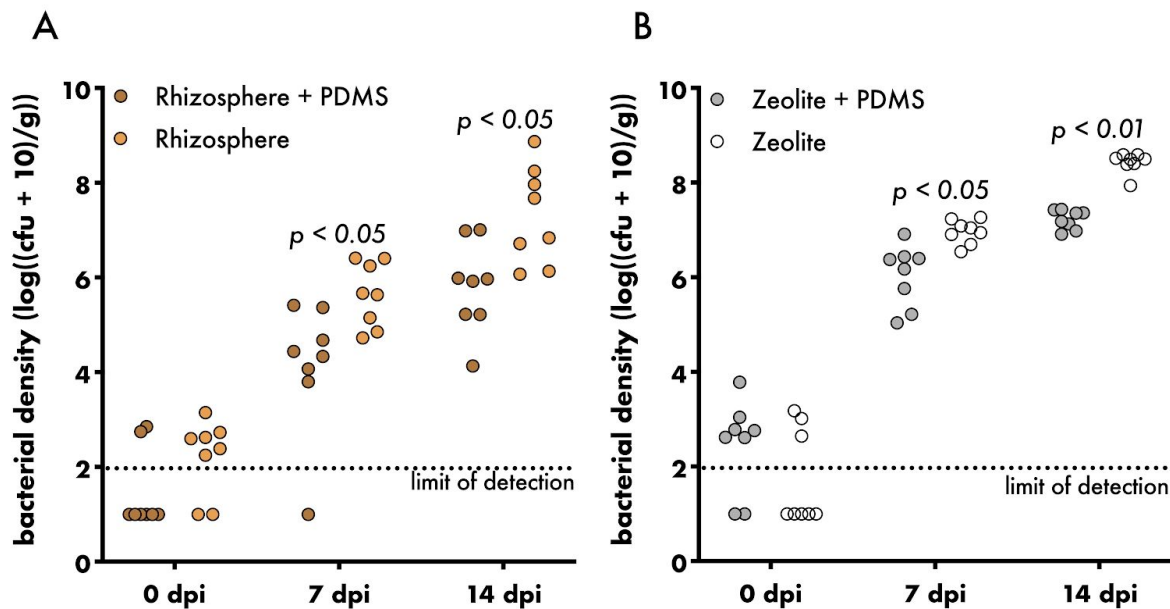 A
bacterial density (log((cfu + 10)/g))
10
8
6
4
2
0
Rhizosphere + PDMS
Rhizosphere
p < 0.05
p < 0.05
limit of detection
0 dpi
7 dpi
14 dpi
B
bacterial density (log((cfu + 10)/g))
10
8
6
4
2
0
Zeolite + PDMS
Zeolite
p < 0.05
p < 0.01
limit of detection
0 dpi
7 dpi
14 dpi